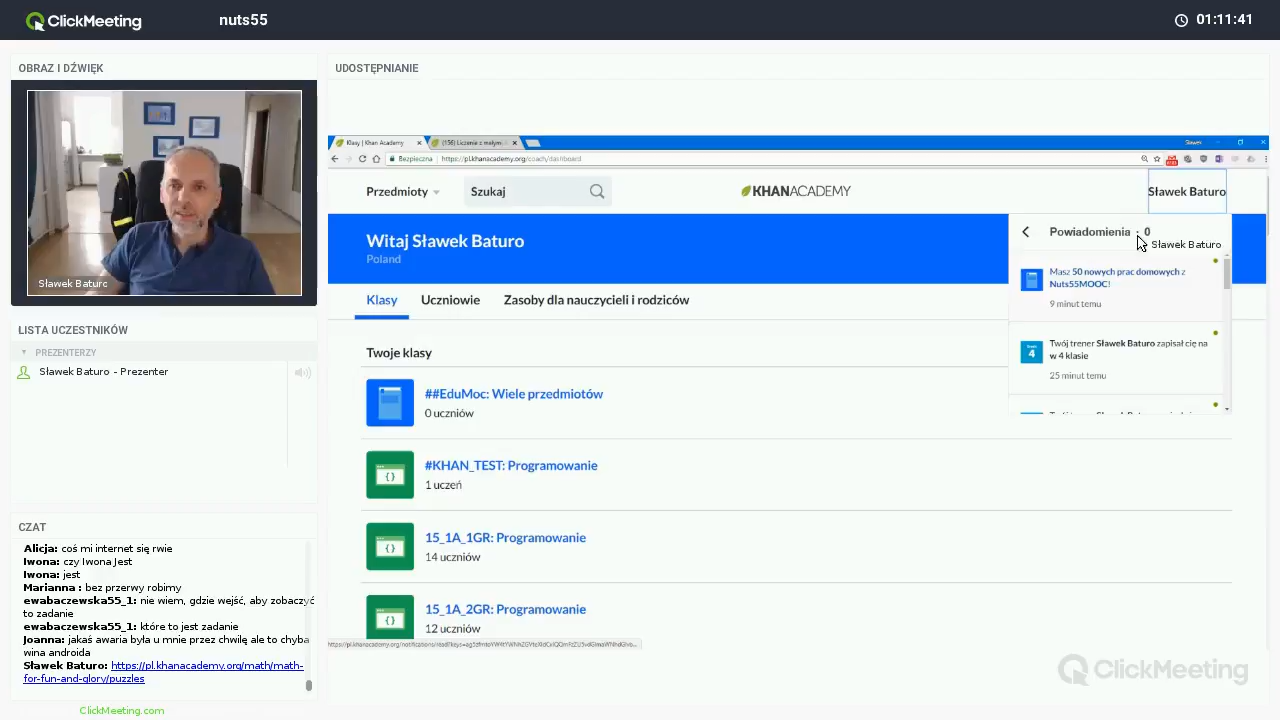 ClickMeeting
nuts55
01:11:41
OBRAZ I DŹWIĘK
Sławek Baturo
LISTA UCZESTNIKÓW
PREZENTERZY
Sławek Baturo - Prezenter
CZAT
Alicja: coś mi internet się rwie
Iwona: czy Iwona Jest
Iwona: jest
Marianna : bez przerwy robimy
ewabaczewska55_1: nie wiem, gdzie wejść, aby zobaczyć
to zadanie
ewabaczewska55_1: które to jest zadanie
Joanna: jakaś awaria była u mnie przez chwilę ale to chyba
wina androida
Sławek Baturo: https://pl.khanacademy.org/math/math-
for-fun-and-glory/puzzles
ClickMeeting.com
UDOSTĘPNIANIE
Klasy | Khan Academy
(156) Liczenie z małym
Sławek
Bezpieczna
https://pl.khanacademy.org/coach/dashboard
Przedmioty
Szukaj
KHANACADEMY
Sławek Baturo
Witaj Sławek Baturo
Poland
Powiadomienia · 0
Sławek Baturo
Masz 50 nowych prac domowych z
Nuts55MOOC!
9 minut temu
4
Twój trener Sławek Baturo zapisał cię na
w 4 klasie
25 minut temu
Klasy
Uczniowie
Zasoby dla nauczycieli i rodziców
Twoje klasy
##EduMoc: Wiele przedmiotów
0 uczniów
#KHAN_TEST: Programowanie
1 uczeń
15_1A_1GR: Programowanie
14 uczniów
15_1A_2GR: Programowanie
12 uczniów
ClickMeeting